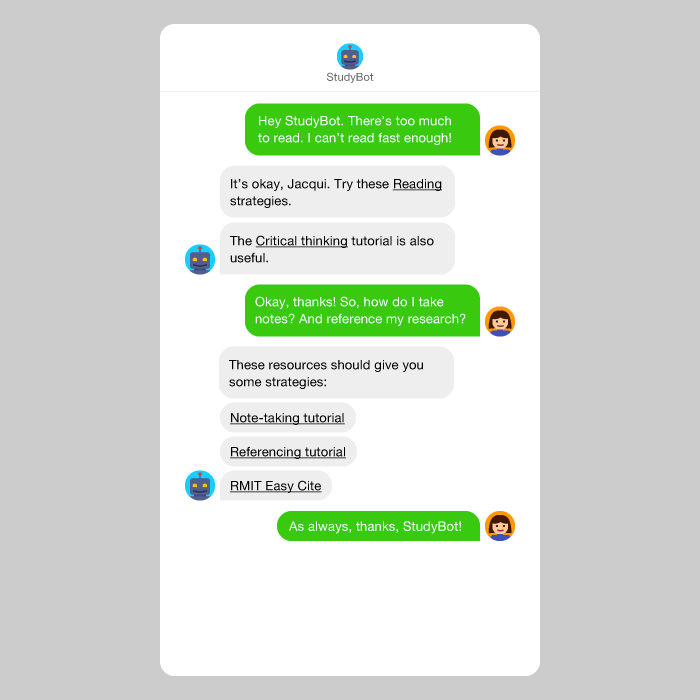 StudyBot
Hey StudyBot. There's too much
to read. I can't read fast enough!
It's okay, Jacqui. Try these Reading
strategies.
The Critical thinking tutorial is also
useful.
Okay, thanks! So, how do I take
notes? And reference my research?
These resources should give you
some strategies:
Note-taking tutorial
Referencing tutorial
RMIT Easy Cite
As always, thanks, StudyBot!